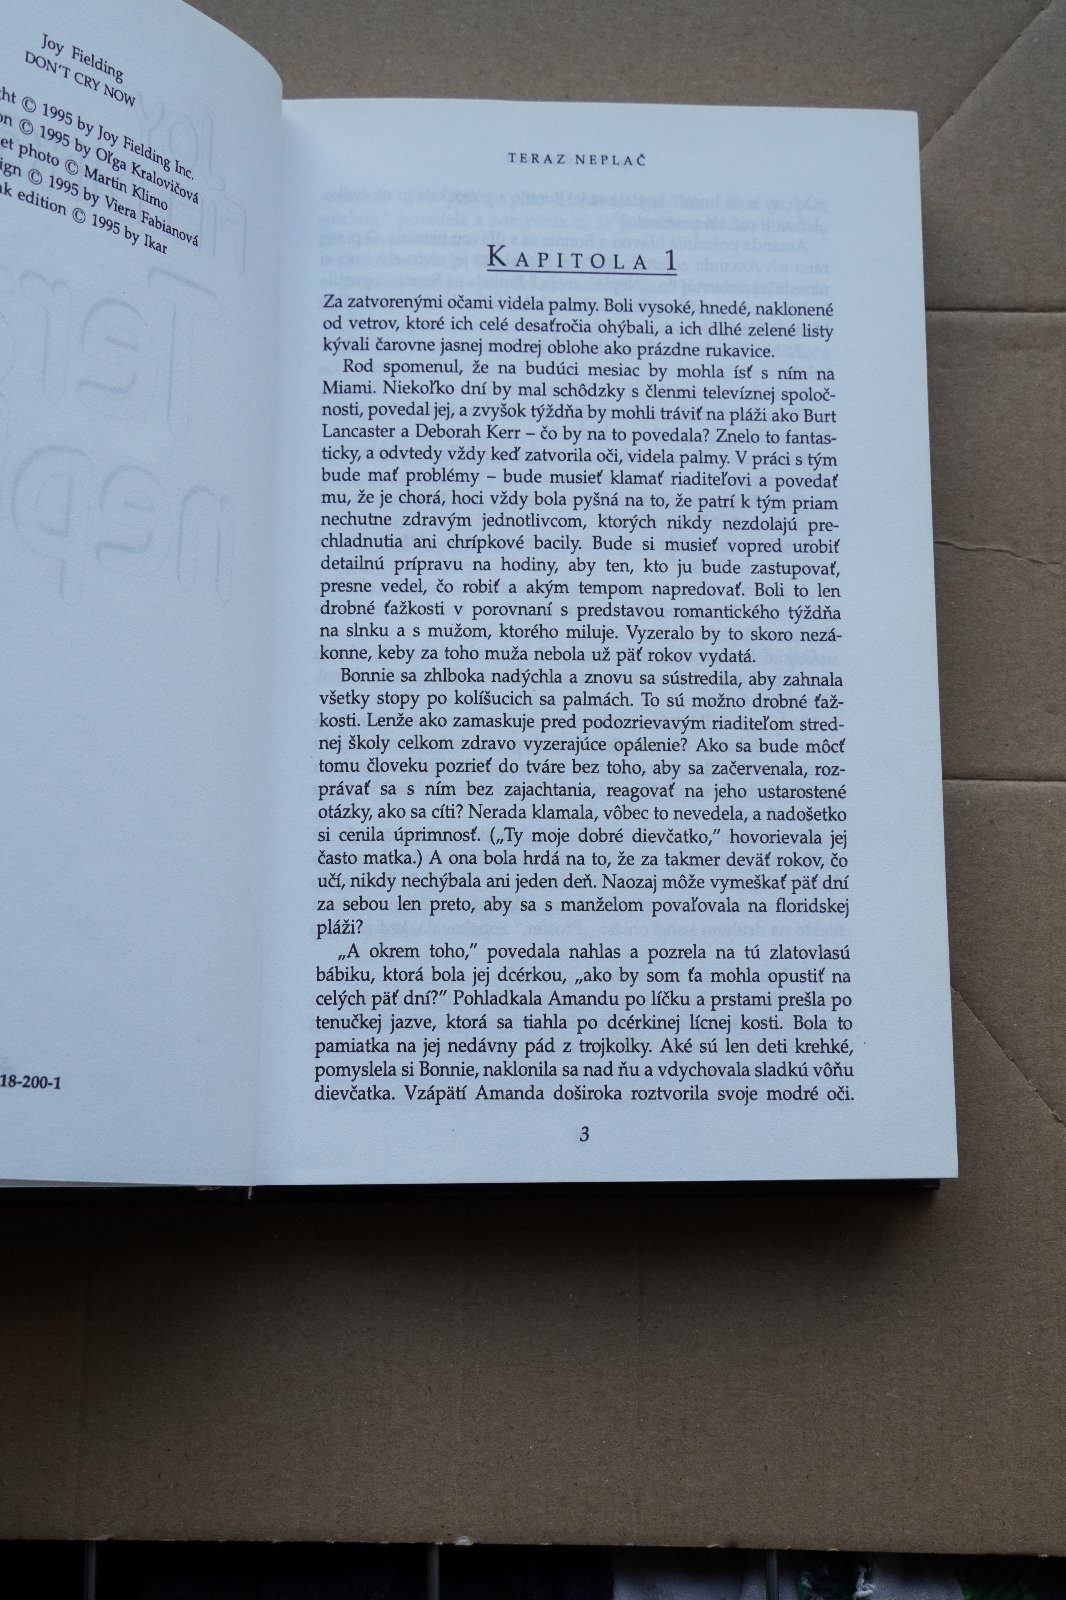 Joy Fielding
DON'T CRY NOW
© 1995 by Joy Fielding Inc.
© 1995 by Oľga Kralovičová
photo © Martin Klimo
© 1995 by Viera Fabianová
edition © 1995 by Ikar
18-200-1
TERAZ NEPLAČ
KAPITOLA 1
Za zatvorenými očami videla palmy. Boli vysoké, hnedé, naklonené
od vetrov, ktoré ich celé desaťročia ohýbali, a ich dlhé zelené listy
kývali čarovne jasnej modrej oblohe ako prázdne rukavice.
Rod spomenul, že na budúci mesiac by mohla ísť s ním na
Miami. Niekoľko dní by mal schôdzky s členmi televíznej spoloč-
nosti, povedal jej, a zvyšok týždňa by mohli tráviť na pláži ako Burt
Lancaster a Deborah Kerr – čo by na to povedala? Znelo to fantas-
ticky, a odvtedy vždy keď zatvorila oči, videla palmy. V práci s tým
bude mať problémy – bude musieť klamať riaditeľovi a povedať
mu, že je chorá, hoci vždy bola pyšná na to, že patrí k tým priam
nechutne zdravým jednotlivcom, ktorých nikdy nezdolajú pre-
chladnutia ani chrípkové bacily. Bude si musieť vopred urobiť
detailnú prípravu na hodiny, aby ten, kto ju bude zastupovať,
presne vedel, čo robiť a akým tempom napredovať. Boli to len
drobné ťažkosti v porovnaní s predstavou romantického týždňa
na slnku a s mužom, ktorého miluje. Vyzeralo by to skoro nezá-
konne, keby za toho muža nebola už päť rokov vydatá.
Bonnie sa zhlboka nadýchla a znovu sa sústredila, aby zahnala
všetky stopy po kolíšucich sa palmách. To sú možno drobné ťaž-
kosti. Lenže ako zamaskuje pred podozrievavým riaditeľom stred-
nej školy celkom zdravo vyzerajúce opálenie? Ako sa bude môcť
tomu človeku pozrieť do tváre bez toho, aby sa začervenala, roz-
právať sa s ním bez zajachtania, reagovať na jeho ustarostené
otázky, ako sa cíti? Nerada klamala, vôbec to nevedela, a nadošetko
si cenila úprimnosť. („Ty moje dobré dievčatko,” hovorievala jej
často matka.) A ona bola hrdá na to, že za takmer deväť rokov, čo
učí, nikdy nechýbala ani jeden deň. Naozaj môže vymeškať päť dní
za sebou len preto, aby sa s manželom povaľovala na floridskej
pláži?
„A okrem toho,” povedala nahlas a pozrela na tú zlatovlasú
bábiku, ktorá bola jej dcérkou, „ako by som ťa mohla opustiť na
celých päť dní?” Pohladkala Amandu po líčku a prstami prešla po
tenučkej jazve, ktorá sa tiahla po dcérkinej lícnej kosti. Bola to
pamiatka na jej nedávny pád z trojkolky. Aké sú len deti krehké,
pomyslela si Bonnie, naklonila sa nad ňu a vdychovala sladkú vôňu
dievčatka. Vzápätí Amanda doširoka roztvorila svoje modré oči.
3